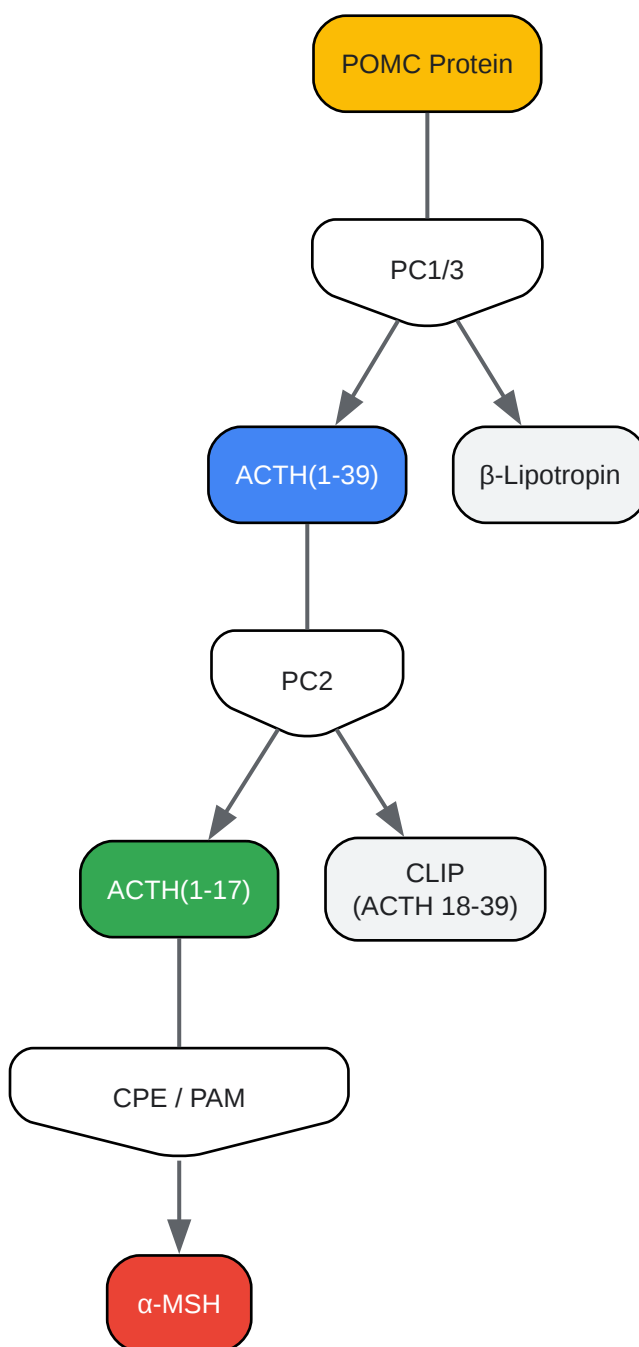 POMC Protein
PC1/3
ACTH(1-39)
β-Lipotropin
PC2
ACTH(1-17)
CLIP
(ACTH 18-39)
CPE / PAM
α-MSH